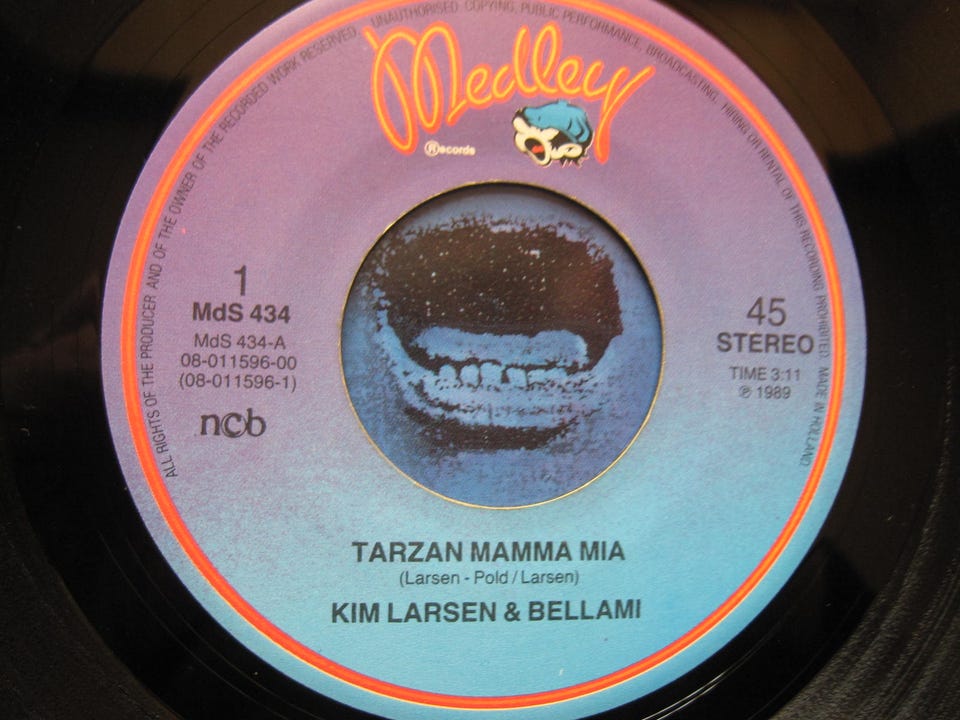 ALL RIGHTS OF THE PRODUCER AND OF THE OWNER OF THE RECORDED WORK RESERVED. UNAUTHORISED COPYING, PUBLIC PERFORMANCE, BROADCASTING, HIRING OR RENTAL OF THIS RECORDING PROHIBITED. MADE IN HOLLAND
Medley
®ecords
1
MdS 434
MdS 434-A
08-011596-00
(08-011596-1)
ncb
45
STEREO
TIME 3:11
℗ 1989
TARZAN MAMMA MIA
(Larsen - Pold / Larsen)
KIM LARSEN & BELLAMI